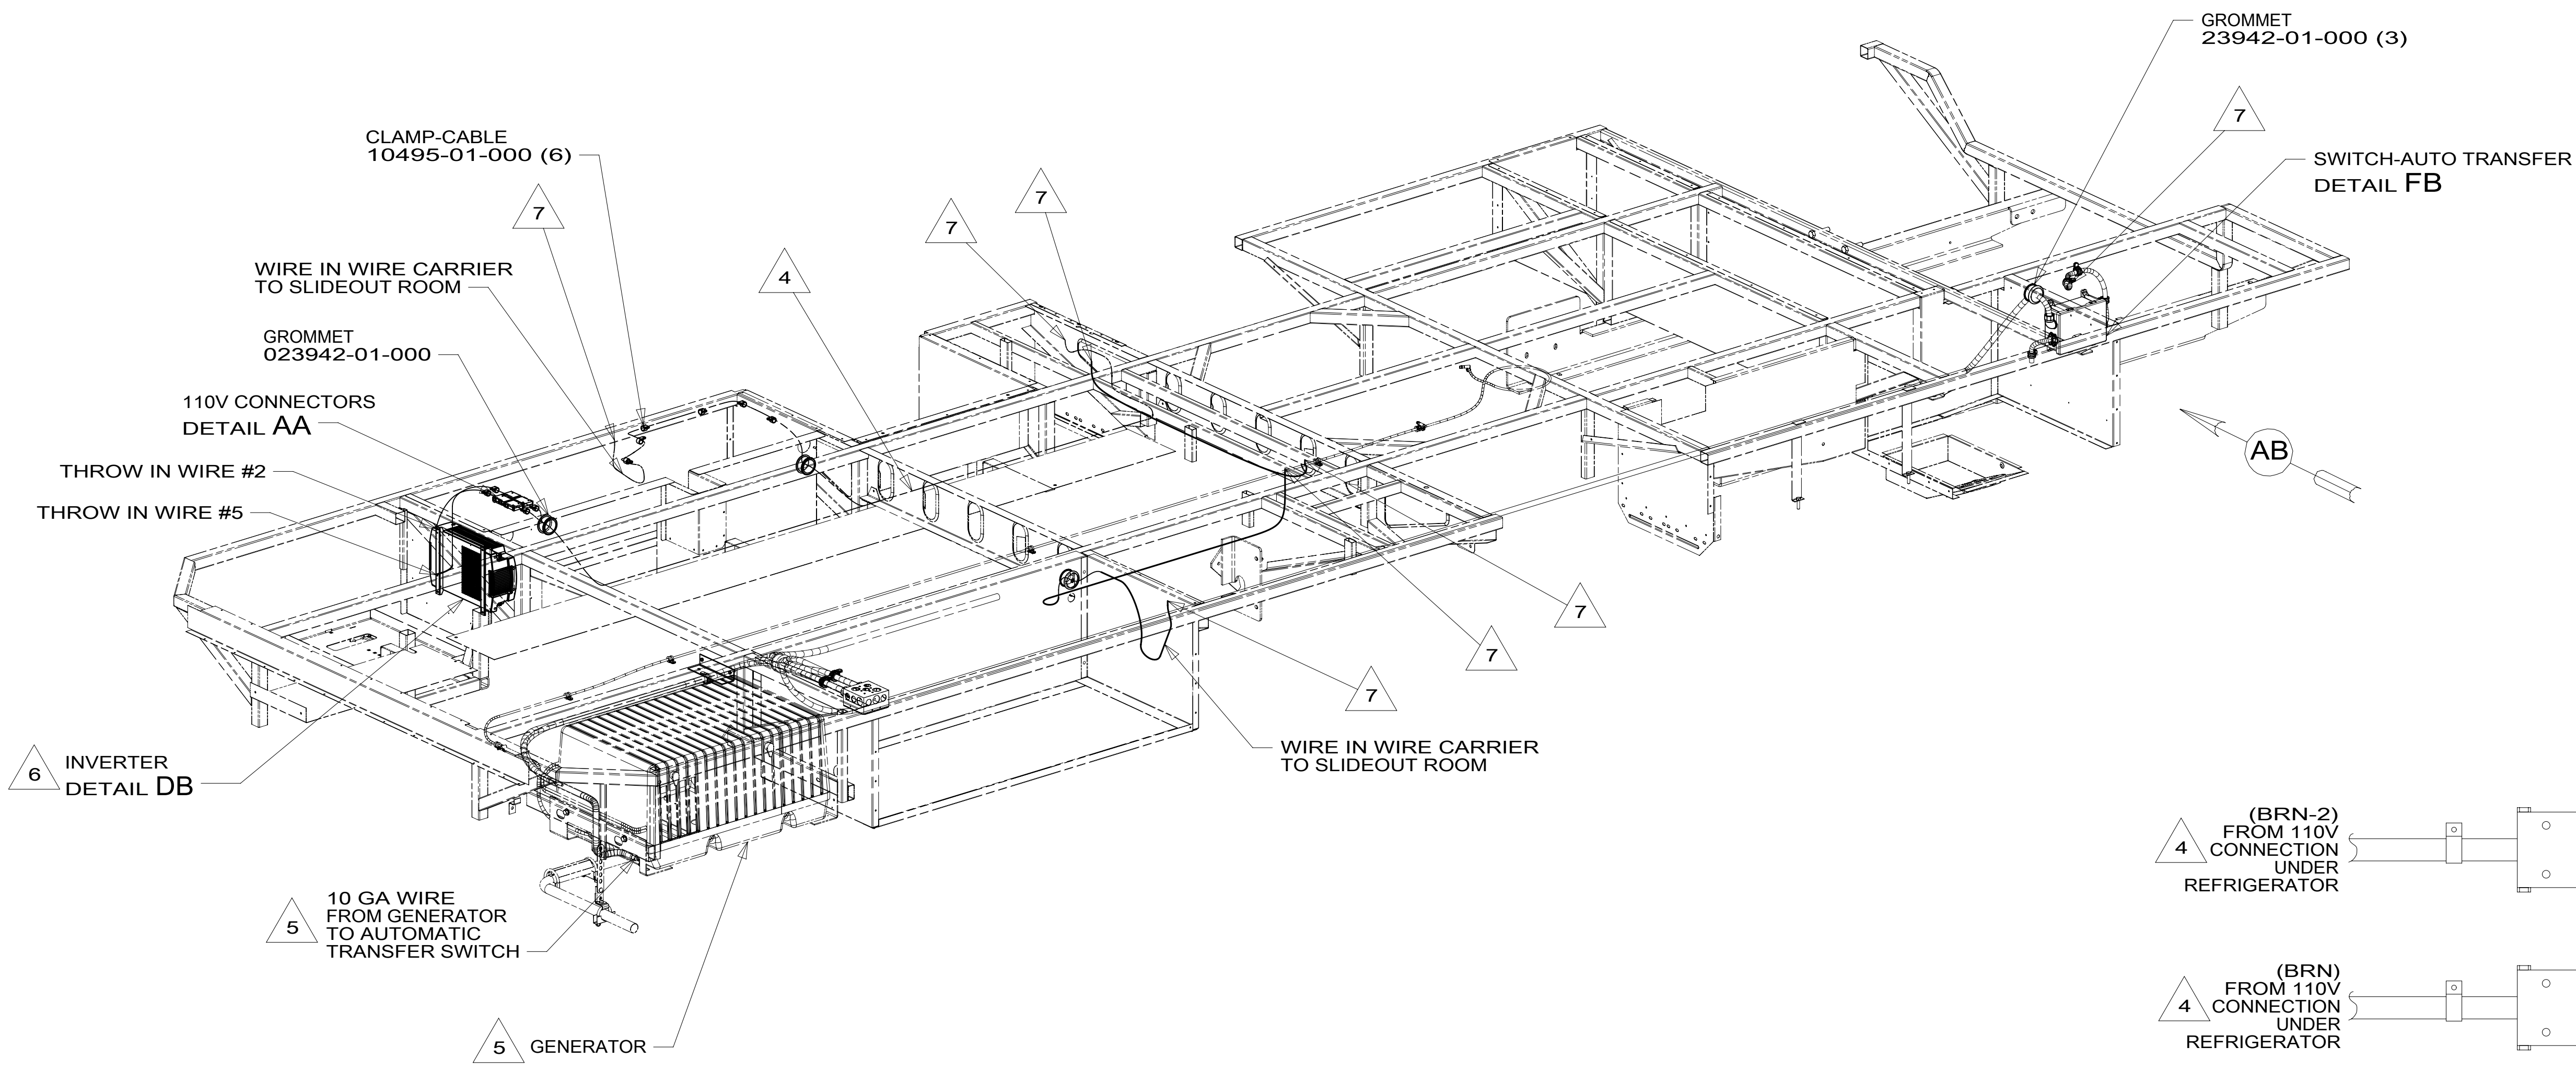 GROMMET
23942-01-000 (3)
7
SWITCH-AUTO TRANSFER
DETAIL FB
CLAMP-CABLE
10495-01-000 (6)
7
7
7
4
WIRE IN WIRE CARRIER
TO SLIDEOUT ROOM
GROMMET
023942-01-000
110V CONNECTORS
DETAIL AA
THROW IN WIRE #2
THROW IN WIRE #5
AB
7
7
7
WIRE IN WIRE CARRIER
TO SLIDEOUT ROOM
6
INVERTER
DETAIL DB
5
10 GA WIRE
FROM GENERATOR
TO AUTOMATIC
TRANSFER SWITCH
5
GENERATOR
4
(BRN-2)
FROM 110V
CONNECTION
UNDER
REFRIGERATOR
4
(BRN)
FROM 110V
CONNECTION
UNDER
REFRIGERATOR